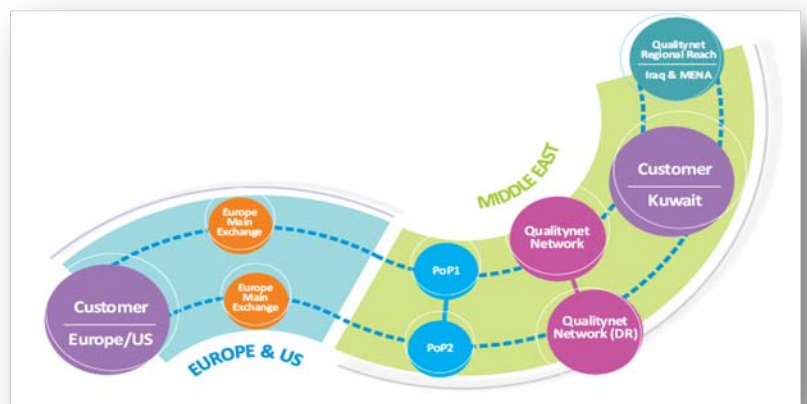 Qualitynet
Regional Reach
Iraq & MENA
MIDDLE EAST
Customer
Kuwait
Europe
Main
Exchange
Qualitynet
Network
PoP1
Europe
Main
Exchange
Customer
Europe/US
Qualitynet
Network (DR)
PoP2
EUROPE & US